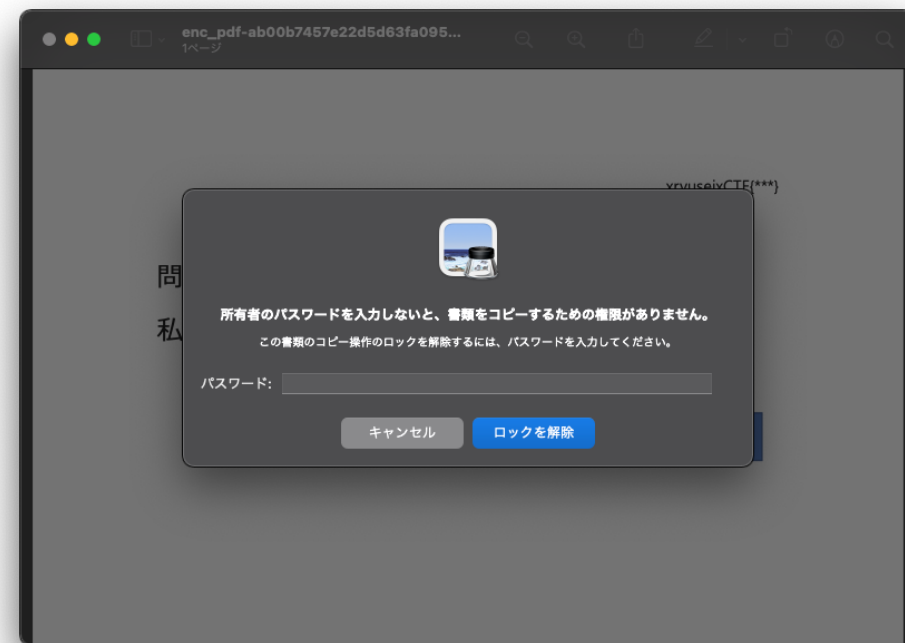 enc_pdf-ab00b7457e22d5d63fa095...
1ページ
xryuseixCTF{***}
問
私
所有者のパスワードを入力しないと、書類をコピーするための権限がありません。
この書類のコピー操作のロックを解除するには、パスワードを入力してください。
パスワード:
キャンセル
ロックを解除